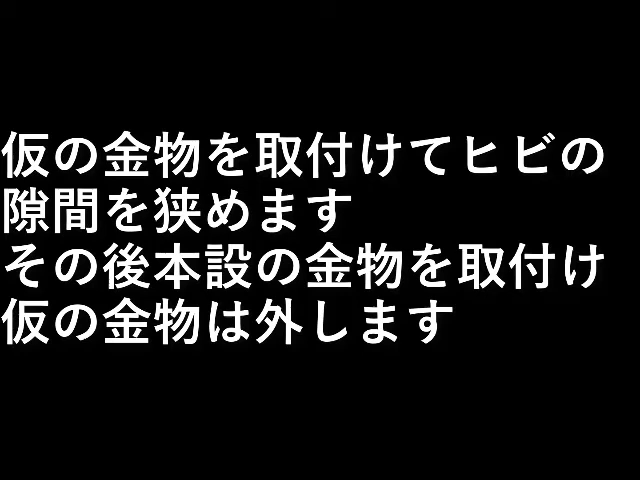 仮の金物を取付けてヒビの
隙間を狭めます
その後本設の金物を取付け
仮の金物は外します